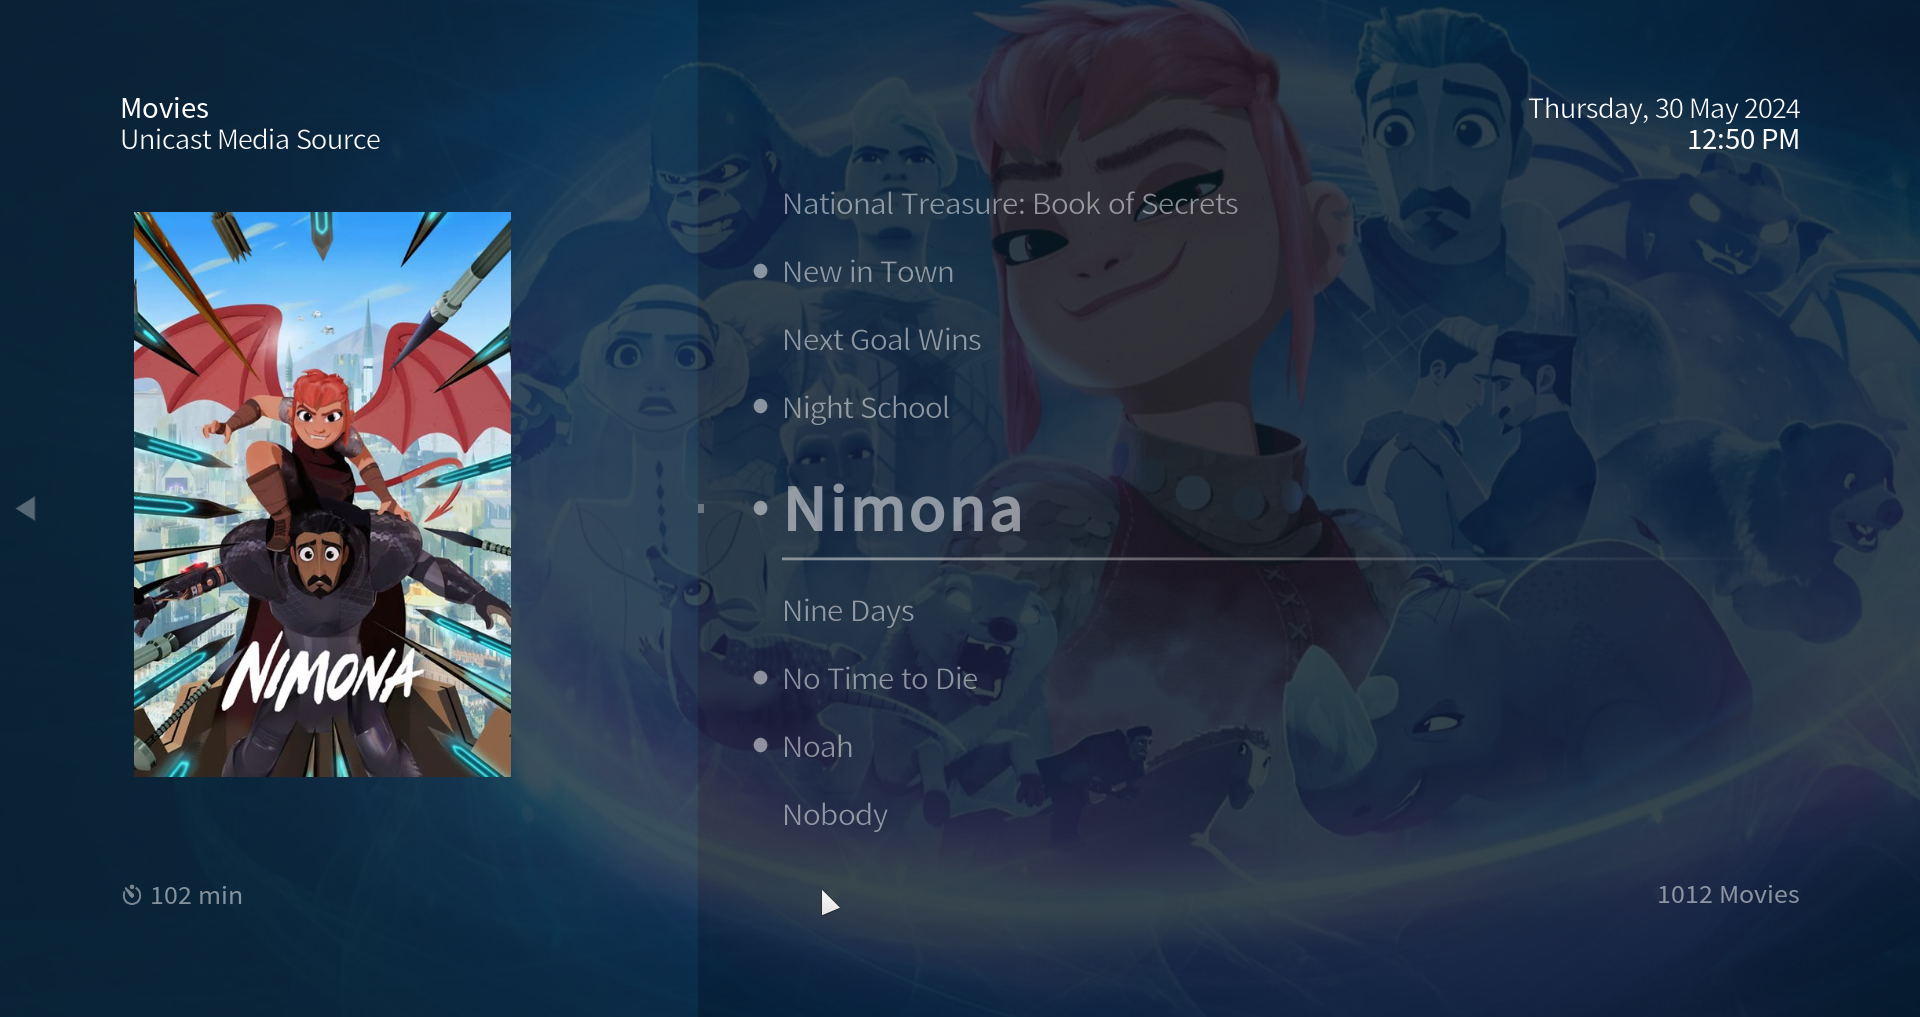 Movies
Unicast Media Source
Thursday, 30 May 2024
12:50 PM
NIMONA
National Treasure: Book of Secrets
• New in Town
Next Goal Wins
• Night School
• Nimona
Nine Days
• No Time to Die
• Noah
Nobody
102 min
1012 Movies